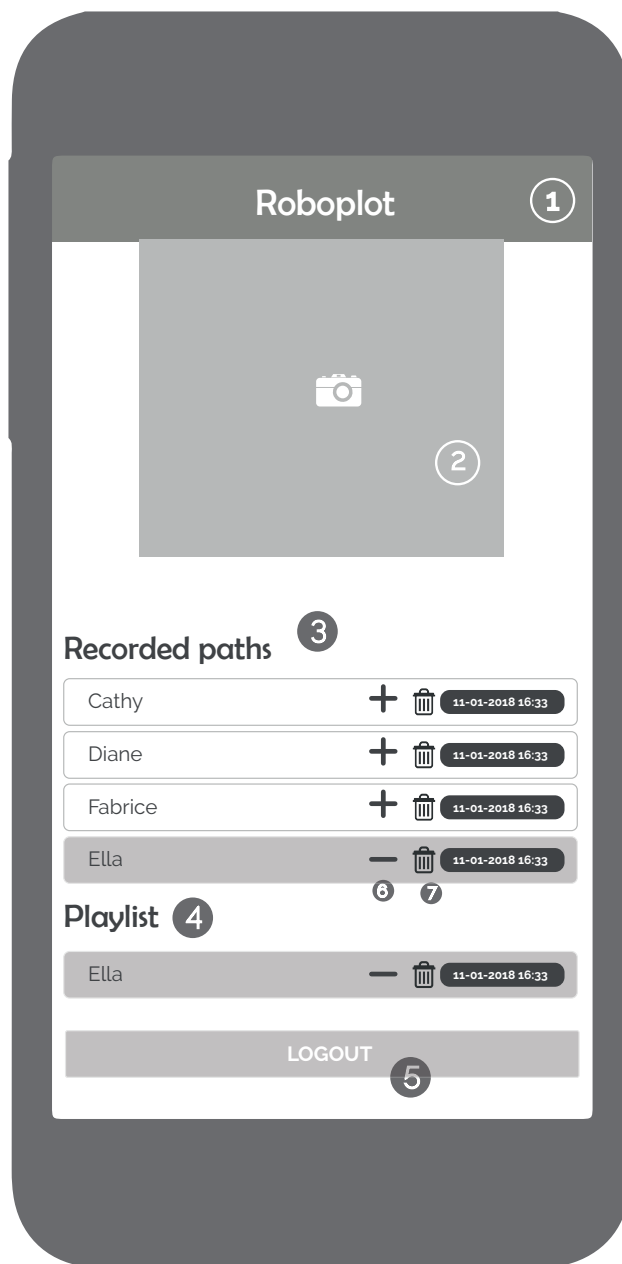 Roboplot 1
2
Recorded paths 3
Cathy 11-01-2018 16:33
Diane 11-01-2018 16:33
Fabrice 11-01-2018 16:33
Ella 11-01-2018 16:33
6 7
Playlist 4
Ella 11-01-2018 16:33
LOGOUT 5